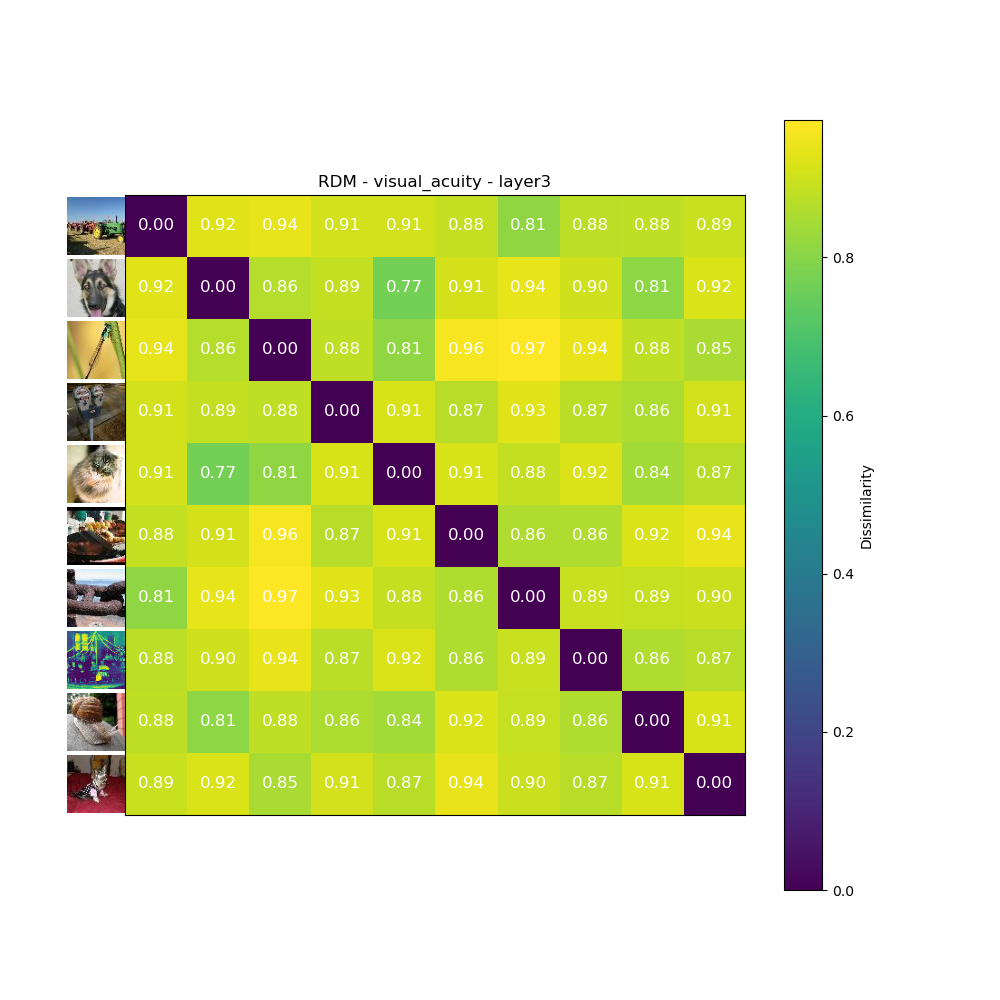 RDM - visual_acuity - layer3
0.00 0.92 0.94 0.91 0.91 0.88 0.81 0.88 0.88 0.89
0.92 0.00 0.86 0.89 0.77 0.91 0.94 0.90 0.81 0.92
0.94 0.86 0.00 0.88 0.81 0.96 0.97 0.94 0.88 0.85
0.91 0.89 0.88 0.00 0.91 0.87 0.93 0.87 0.86 0.91
0.91 0.77 0.81 0.91 0.00 0.91 0.88 0.92 0.84 0.87
0.88 0.91 0.96 0.87 0.91 0.00 0.86 0.86 0.92 0.94
0.81 0.94 0.97 0.93 0.88 0.86 0.00 0.89 0.89 0.90
0.88 0.90 0.94 0.87 0.92 0.86 0.89 0.00 0.86 0.87
0.88 0.81 0.88 0.86 0.84 0.92 0.89 0.86 0.00 0.91
0.89 0.92 0.85 0.91 0.87 0.94 0.90 0.87 0.91 0.00
0.8
0.6
0.4
0.2
0.0
Dissimilarity